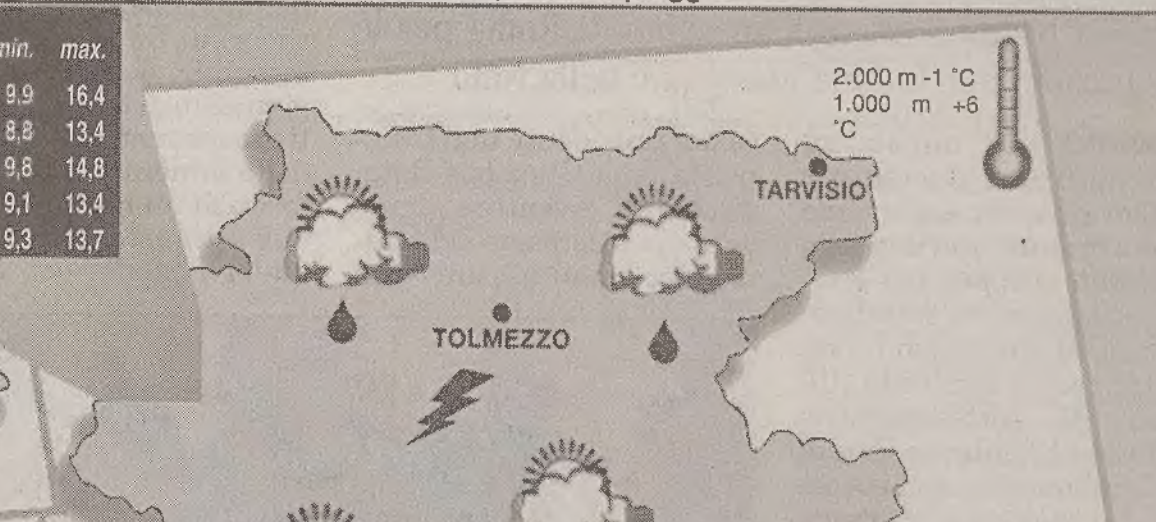 min. max.
9,9 16,4
8,8 13,4
9,8 14,8
9,1 13,4
9,3 13,7
2.000 m -1 °C
1.000 m +6
°C
TARVISIO
TOLMEZZO